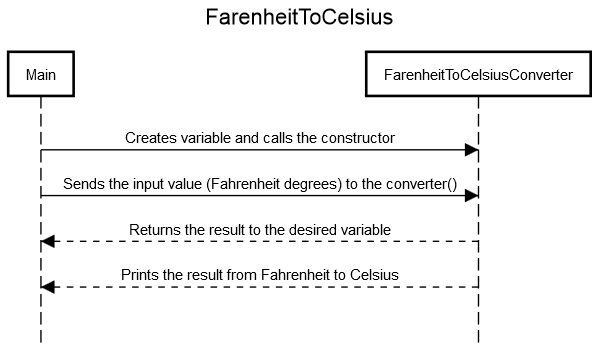 FarenheitToCelsius
Main
FarenheitToCelsiusConverter
Creates variable and calls the constructor
Sends the input value (Fahrenheit degrees) to the converter()
Returns the result to the desired variable
Prints the result from Fahrenheit to Celsius